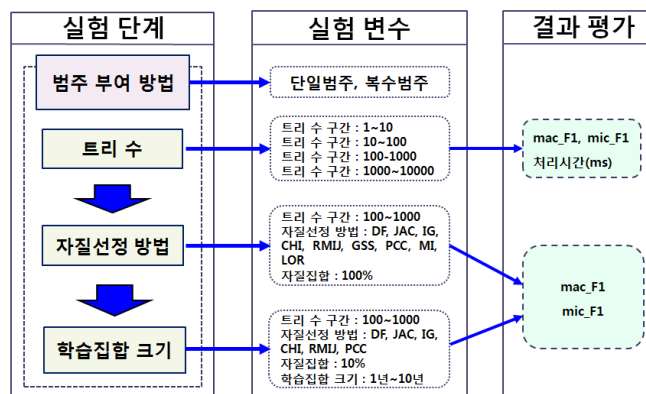 실험 단계
범주 부여 방법
트리 수
자질선정 방법
학습집합 크기
실험 변수
단일범주, 복수범주
트리 수 구간 : 1~10
트리 수 구간 : 10~100
트리 수 구간 : 100-1000
트리 수 구간 : 1000~10000
트리 수 구간 : 100~1000
자질선정 방법 : DF, JAC, IG,
CHI, RMIJ, GSS, PCC, MI,
LOR
자질집합 : 100%
트리 수 구간 : 100~1000
자질선정 방법 : DF, JAC, IG,
CHI, RMIJ, PCC
자질집합 : 10%
학습집합 크기 : 1년~10년
결과 평가
mac_F1, mic_F1
처리시간(ms)
mac_F1
mic_F1